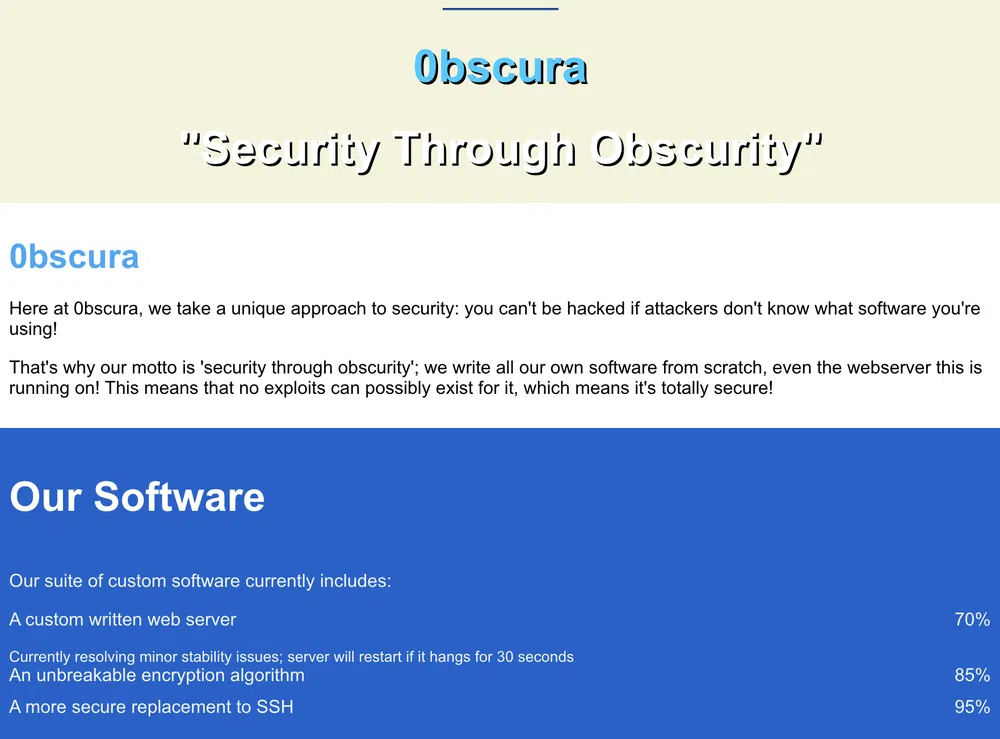 0bscura
"Security Through Obscurity"
0bscura
Here at 0bscura, we take a unique approach to security: you can't be hacked if attackers don't know what software you're
using!
That's why our motto is 'security through obscurity'; we write all our own software from scratch, even the webserver this is
running on! This means that no exploits can possibly exist for it, which means it's totally secure!
Our Software
Our suite of custom software currently includes:
A custom written web server 70%
Currently resolving minor stability issues; server will restart if it hangs for 30 seconds
An unbreakable encryption algorithm 85%
A more secure replacement to SSH 95%